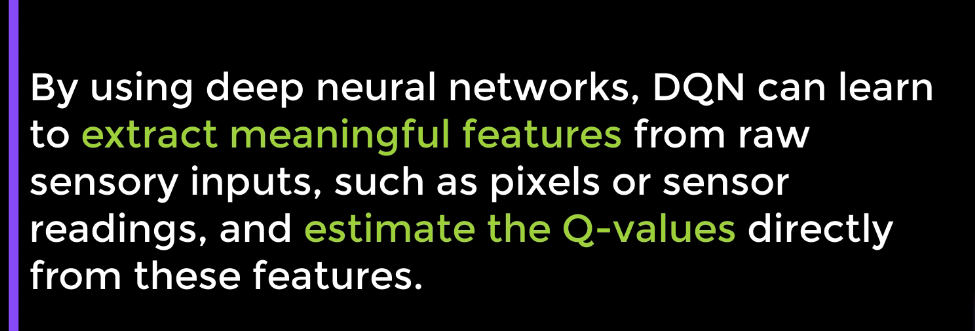 By using deep neural networks, DQN can learn
to extract meaningful features from raw
sensory inputs, such as pixels or sensor
readings, and estimate the Q-values directly
from these features.